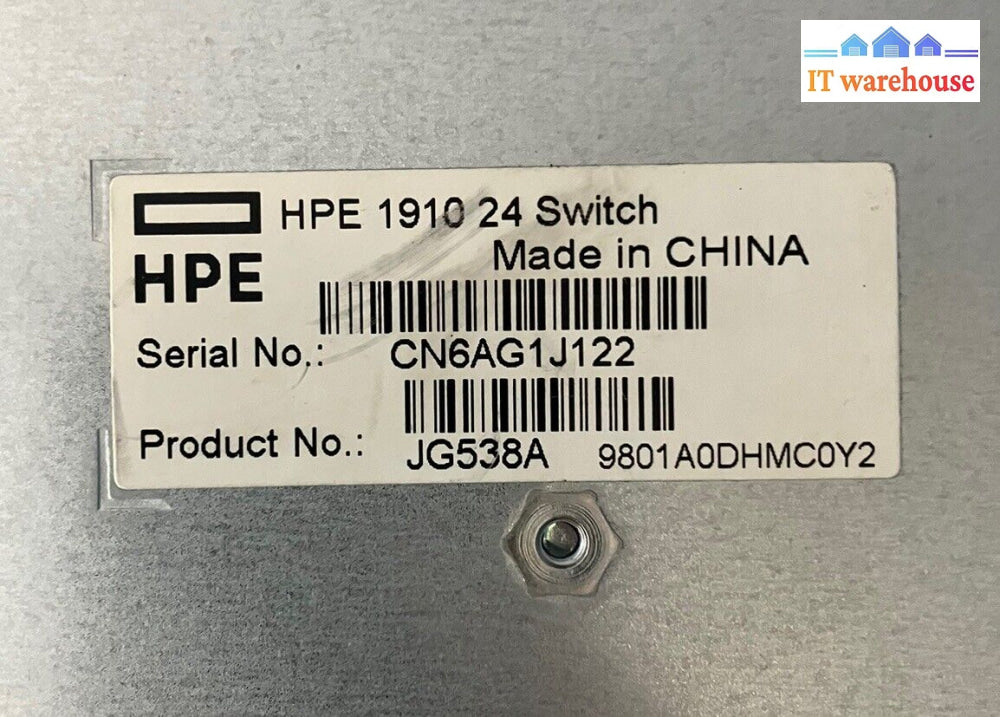 IT warehouse
HPE 1910 24 Switch
HPE
Made in CHINA
Serial No.: CN6AG1J122
Product No.: JG538A 9801A0DHMC0Y2